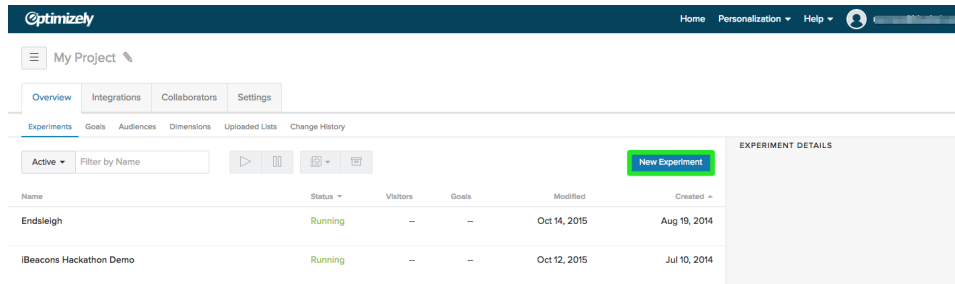 Optimizely Home Personalization Help
My Project
Overview Integrations Collaborators Settings
Experiments Goals Audiences Dimensions Uploaded Lists Change History
EXPERIMENT DETAILS
Active Filter by Name New Experiment
Name Status Visitors Goals Modified Created
Endsleigh Running -- -- Oct 14, 2015 Aug 19, 2014
iBeacons Hackathon Demo Running -- -- Oct 12, 2015 Jul 10, 2014